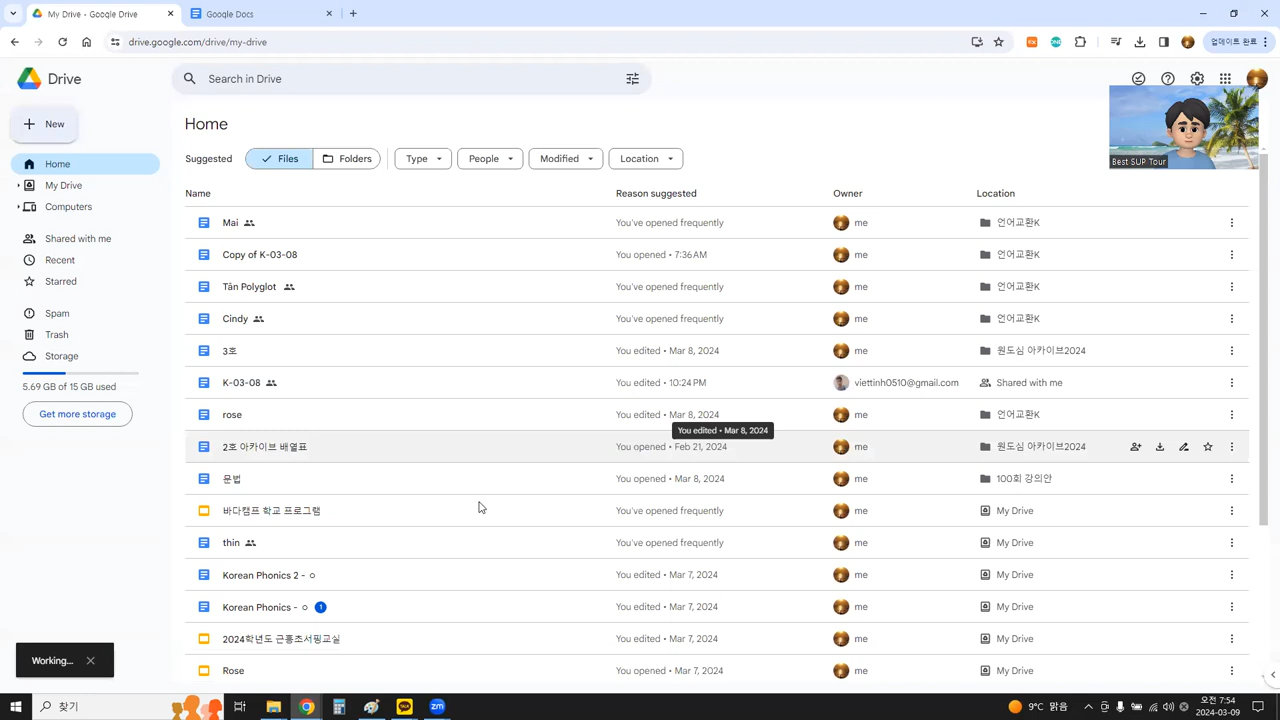 My Drive - Google Drive
Google Docs
drive.google.com/drive/my-drive
업데이트 완료
Drive
Search in Drive
New
Home
My Drive
Computers
Shared with me
Recent
Starred
Spam
Trash
Storage
5.69 GB of 15 GB used
Get more storage
Home
Suggested Files Folders Type People Modified Location
Best SUP Tour
Name Reason suggested Owner Location
Mai You've opened frequently me 언어교환K
Copy of K-03-08 You opened • 7:36 AM me 언어교환K
Tân Polyglot You've opened frequently me 언어교환K
Cindy You've opened frequently me 언어교환K
3호 You edited • Mar 8, 2024 me 원도심 아카이브2024
K-03-08 You edited • 10:24 PM viettinh0510@gmail.com Shared with me
rose You edited • Mar 8, 2024 me 언어교환K
You edited • Mar 8, 2024
2호 아카이브 배열표 You opened • Feb 21, 2024 me 원도심 아카이브2024
문법 You opened • Mar 8, 2024 me 100회 강의안
바다캠프 학교 프로그램 You've opened frequently me My Drive
thin You've opened frequently me My Drive
Korean Phonics 2 - ㅇ You edited • Mar 7, 2024 me My Drive
Korean Phonics - ㅇ 1 You edited • Mar 7, 2024 me My Drive
2024학년도 근흥초서핑교실 You edited • Mar 7, 2024 me My Drive
Rose You opened • Mar 7, 2024 me My Drive
Working...
찾기
TALK
zm
9°C 맑음
오전 7:54
2024-03-09